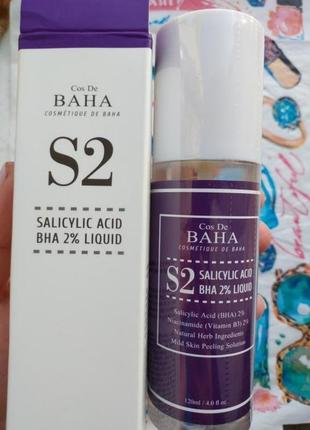 Cos De
BAHA
COSMÉTIQUE DE BAHA
S2
SALICYLIC ACID
BHA 2% LIQUID
Cos De
BAHA
COSMETIQUE DE BAHA
S2 SALICYLIC ACID
BHA 2% LIQUID
Salicylic Acid (BHA) 2%
Niacinamide (Vitamin B3) 2%
Natural Herb Ingredients
Mild Skin Peeling Solution
120ml / 4.0 fl. oz